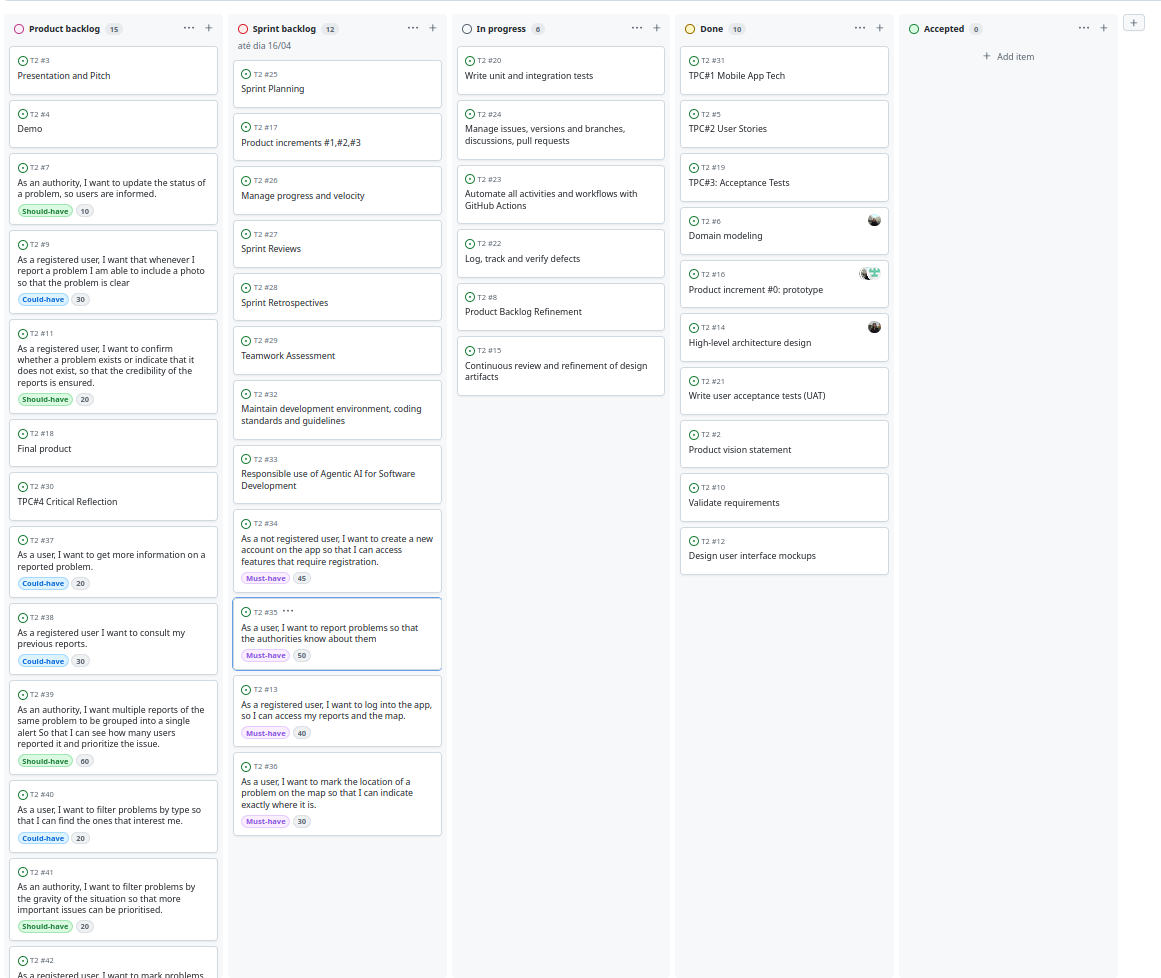 Product backlog 15
T2 #3
Presentation and Pitch
T2 #4
Demo
T2 #7
As an authority, I want to update the status of
a problem, so users are informed.
Should-have 10
T2 #9
As a registered user, I want that whenever I
report a problem I am able to include a photo
so that the problem is clear
Could-have 30
T2 #11
As a registered user, I want to confirm
whether a problem exists or indicate that it
does not exist, so that the credibility of the
reports is ensured.
Should-have 20
T2 #18
Final product
T2 #30
TPC#4 Critical Reflection
T2 #37
As a user, I want to get more information on a
reported problem.
Could-have 20
T2 #38
As a registered user I want to consult my
previous reports.
Could-have 30
T2 #39
As an authority, I want multiple reports of the
same problem to be grouped into a single
alert So that I can see how many users
reported it and prioritize the issue.
Should-have 60
T2 #40
As a user, I want to filter problems by type so
that I can find the ones that interest me.
Could-have 20
T2 #41
As an authority, I want to filter problems by
the gravity of the situation so that more
important issues can be prioritised.
Should-have 20
T2 #42
As a registered user, I want to mark problems
Sprint backlog 12
até dia 16/04
T2 #25
Sprint Planning
T2 #17
Product increments #1,#2,#3
T2 #26
Manage progress and velocity
T2 #27
Sprint Reviews
T2 #28
Sprint Retrospectives
T2 #29
Teamwork Assessment
T2 #32
Maintain development environment, coding
standards and guidelines
T2 #33
Responsible use of Agentic AI for Software
Development
T2 #34
As a not registered user, I want to create a new
account on the app so that I can access
features that require registration.
Must-have 45
T2 #35
As a user, I want to report problems so that
the authorities know about them
Must-have 50
T2 #13
As a registered user, I want to log into the app,
so I can access my reports and the map.
Must-have 40
T2 #36
As a user, I want to mark the location of a
problem on the map so that I can indicate
exactly where it is.
Must-have 30
In progress 6
T2 #20
Write unit and integration tests
T2 #24
Manage issues, versions and branches,
discussions, pull requests
T2 #23
Automate all activities and workflows with
GitHub Actions
T2 #22
Log, track and verify defects
T2 #8
Product Backlog Refinement
T2 #15
Continuous review and refinement of design
artifacts
Done 10
T2 #31
TPC#1 Mobile App Tech
T2 #5
TPC#2 User Stories
T2 #19
TPC#3: Acceptance Tests
T2 #6
Domain modeling
T2 #16
Product increment #0: prototype
T2 #14
High-level architecture design
T2 #21
Write user acceptance tests (UAT)
T2 #2
Product vision statement
T2 #10
Validate requirements
T2 #12
Design user interface mockups
Accepted 0
Add item